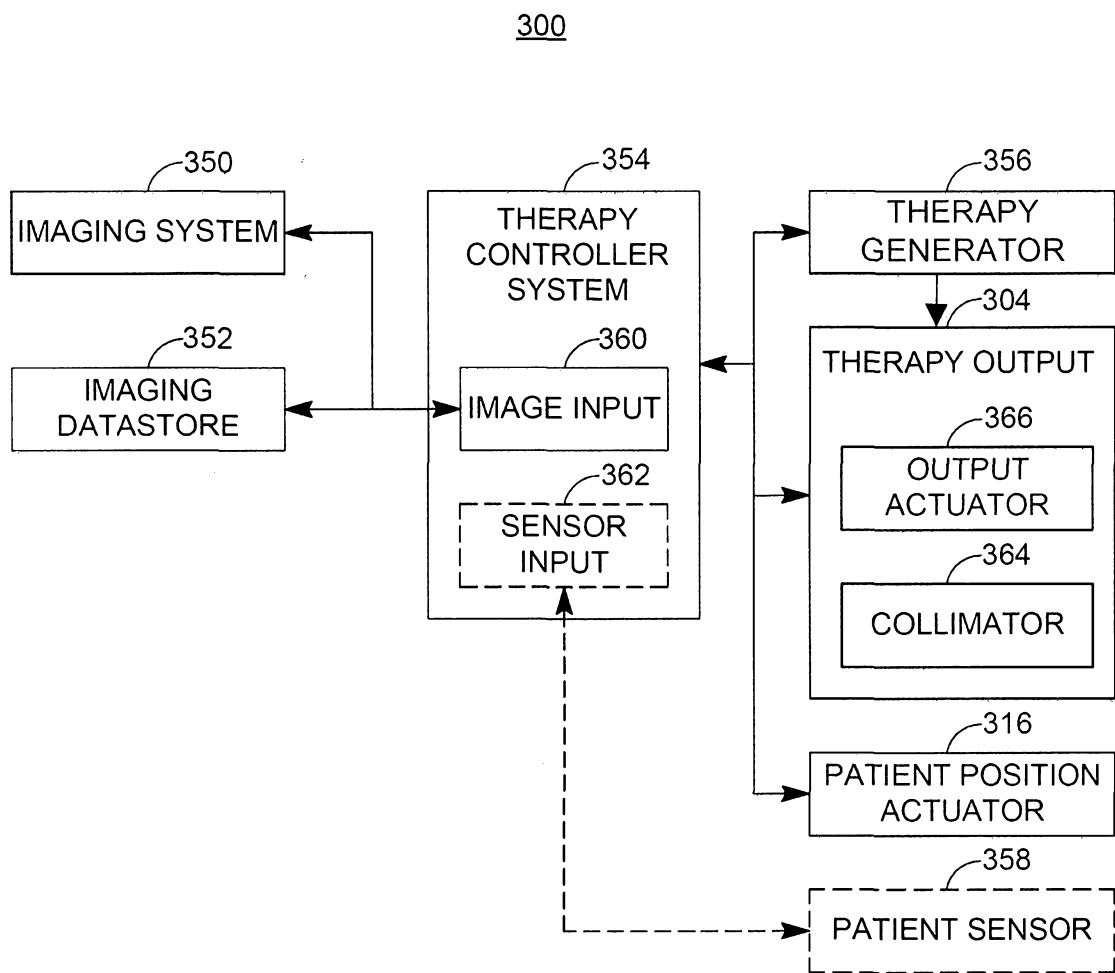 300
350
IMAGING SYSTEM
352
IMAGING
DATASTORE
354
THERAPY
CONTROLLER
SYSTEM
360
IMAGE INPUT
362
SENSOR
INPUT
356
THERAPY
GENERATOR
304
THERAPY OUTPUT
366
OUTPUT
ACTUATOR
364
COLLIMATOR
316
PATIENT POSITION
ACTUATOR
358
PATIENT SENSOR